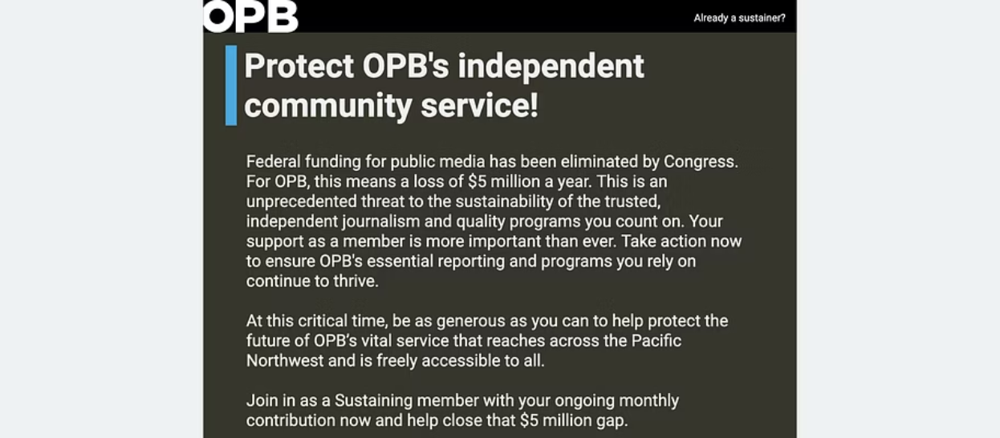 OPB
Already a sustainer?
Protect OPB's independent
community service!
Federal funding for public media has been eliminated by Congress.
For OPB, this means a loss of $5 million a year. This is an
unprecedented threat to the sustainability of the trusted,
independent journalism and quality programs you count on. Your
support as a member is more important than ever. Take action now
to ensure OPB's essential reporting and programs you rely on
continue to thrive.
At this critical time, be as generous as you can to help protect the
future of OPB’s vital service that reaches across the Pacific
Northwest and is freely accessible to all.
Join in as a Sustaining member with your ongoing monthly
contribution now and help close that $5 million gap.